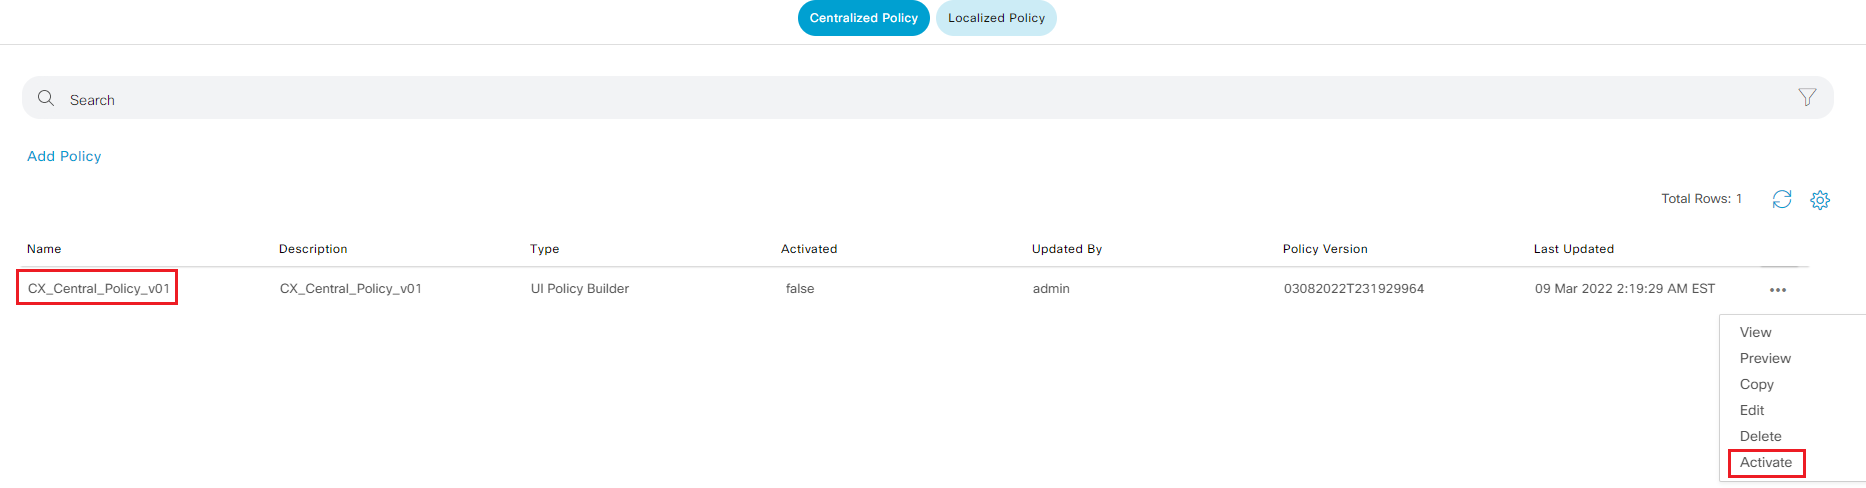 Centralized Policy Localized Policy
Search
Add Policy
Total Rows: 1
Name Description Type Activated Updated By Policy Version Last Updated
CX_Central_Policy_v01 CX_Central_Policy_v01 UI Policy Builder false admin 03082022T231929964 09 Mar 2022 2:19:29 AM EST
View
Preview
Copy
Edit
Delete
Activate